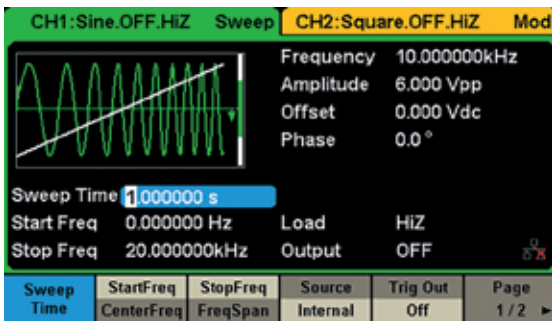 CH1:Sine.OFF.HiZ Sweep CH2:Square.OFF.HiZ Mod
Frequency 10.000000kHz
Amplitude 6.000 Vpp
Offset 0.000 Vdc
Phase 0.0 °
Sweep Time 1.000000 s
Start Freq 0.000000 Hz Load HiZ
Stop Freq 20.000000kHz Output OFF
Sweep Time StartFreq StopFreq Source Trig Out Page
CenterFreq FreqSpan Internal Off 1/2 ►